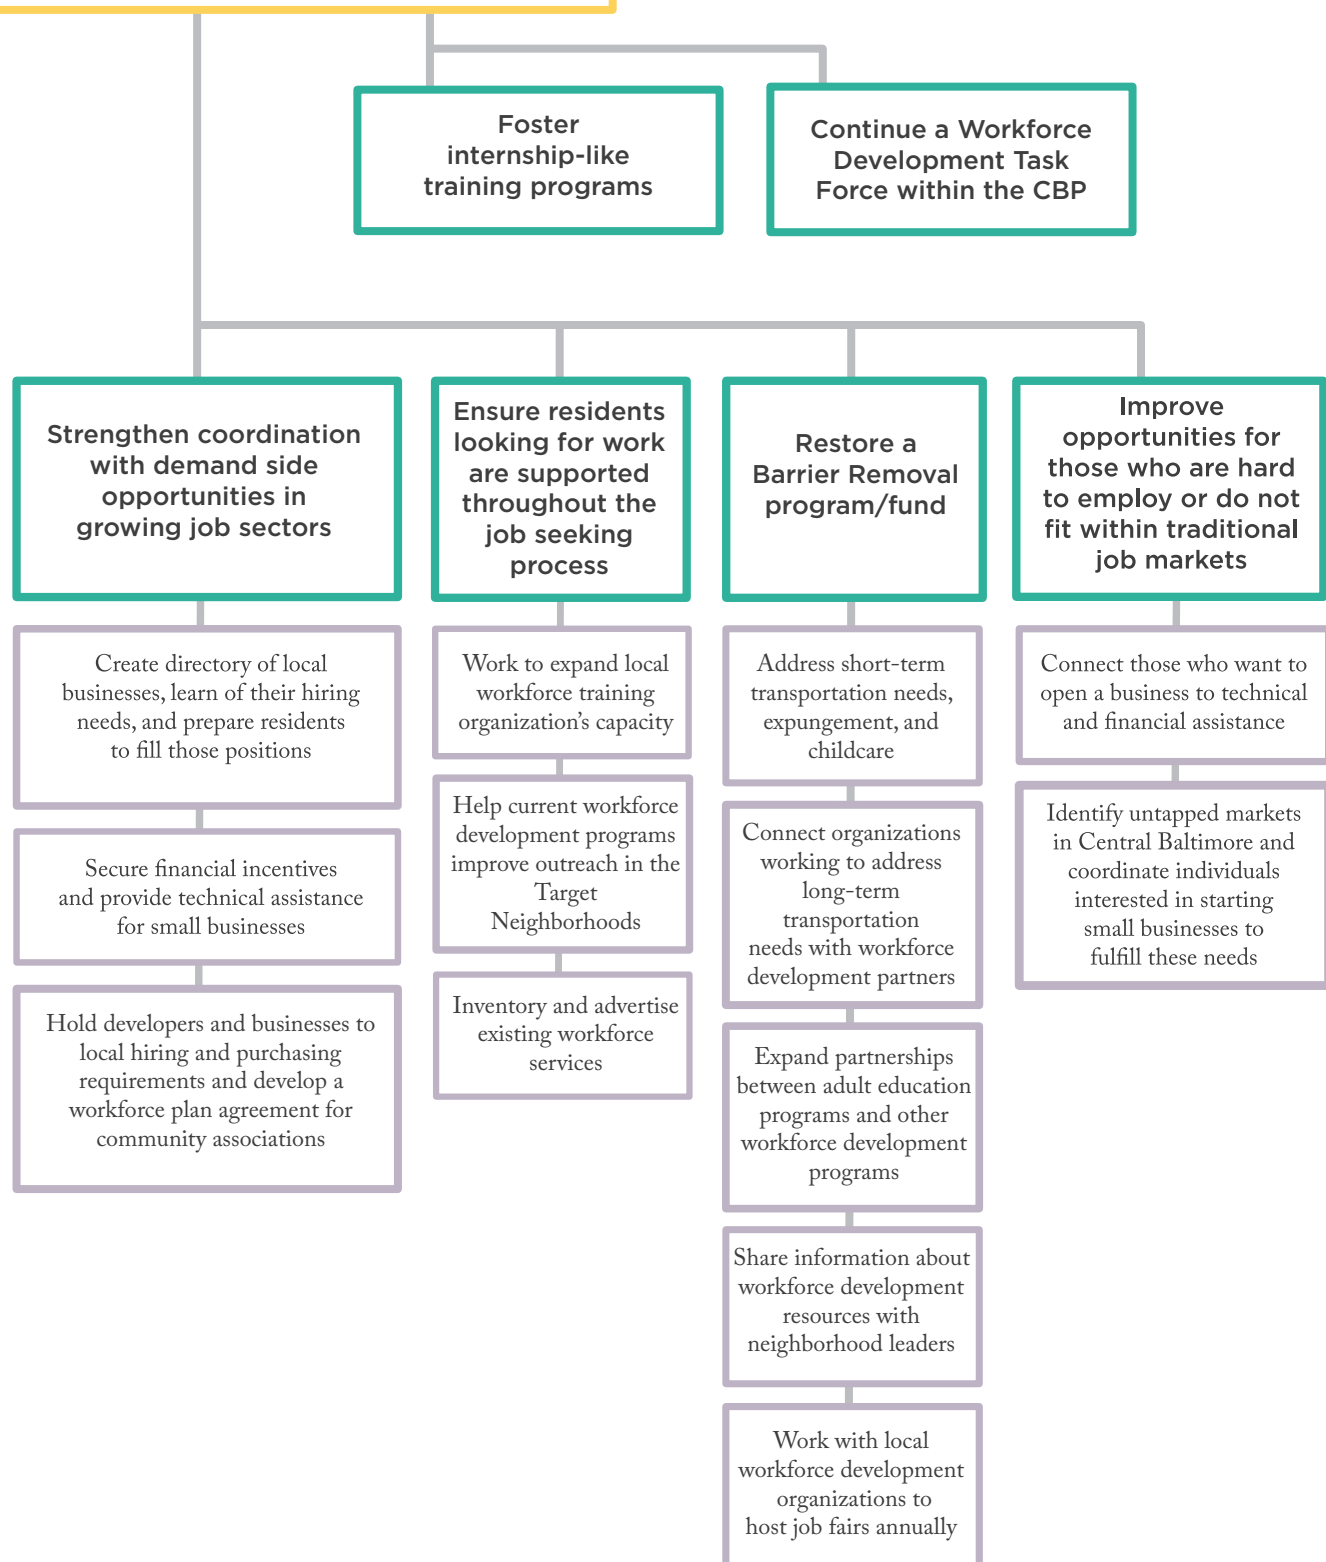 Foster
internship-like
training programs
Continue a Workforce
Development Task
Force within the CBP
Strengthen coordination
with demand side
opportunities in
growing job sectors
Create directory of local
businesses, learn of their hiring
needs, and prepare residents
to fill those positions
Secure financial incentives
and provide technical assistance
for small businesses
Hold developers and businesses to
local hiring and purchasing
requirements and develop a
workforce plan agreement for
community associations
Ensure residents
looking for work
are supported
throughout the
job seeking
process
Work to expand local
workforce training
organization’s capacity
Help current workforce
development programs
improve outreach in the
Target
Neighborhoods
Inventory and advertise
existing workforce
services
Restore a
Barrier Removal
program/fund
Address short-term
transportation needs,
expungement, and
childcare
Connect organizations
working to address
long-term
transportation
needs with workforce
development partners
Expand partnerships
between adult education
programs and other
workforce development
programs
Share information about
workforce development
resources with
neighborhood leaders
Work with local
workforce development
organizations to
host job fairs annually
Improve
opportunities for
those who are hard
to employ or do not
fit within traditional
job markets
Connect those who want to
open a business to technical
and financial assistance
Identify untapped markets
in Central Baltimore and
coordinate individuals
interested in starting
small businesses to
fulfill these needs